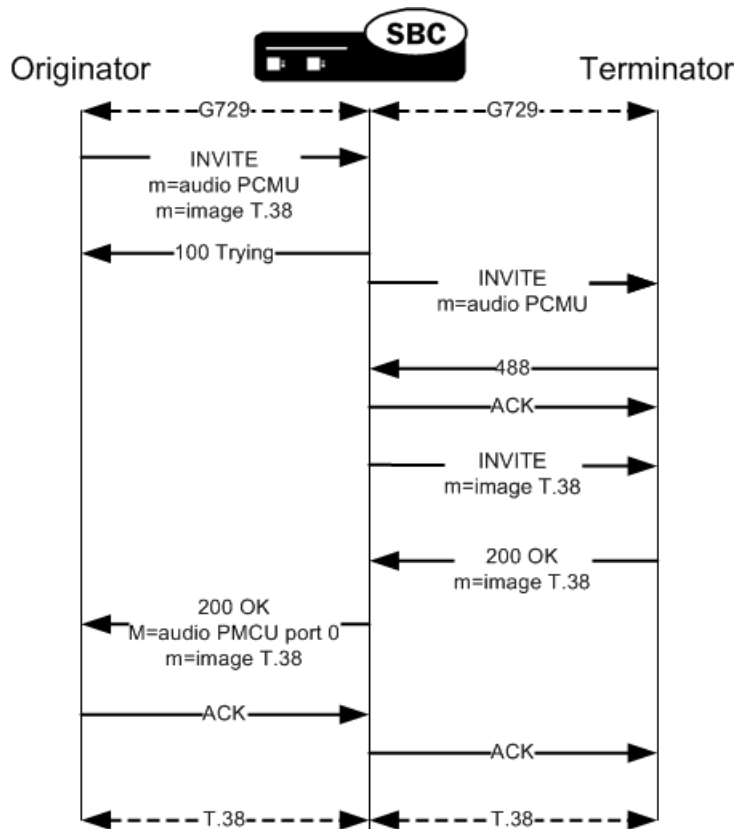 SBC
Originator
Terminator
G729
G729
INVITE
m=audio PCMU
m=image T.38
100 Trying
INVITE
m=audio PCMU
488
ACK
INVITE
m=image T.38
200 OK
m=image T.38
200 OK
M=audio PMCU port 0
m=image T.38
ACK
ACK
T.38
T.38